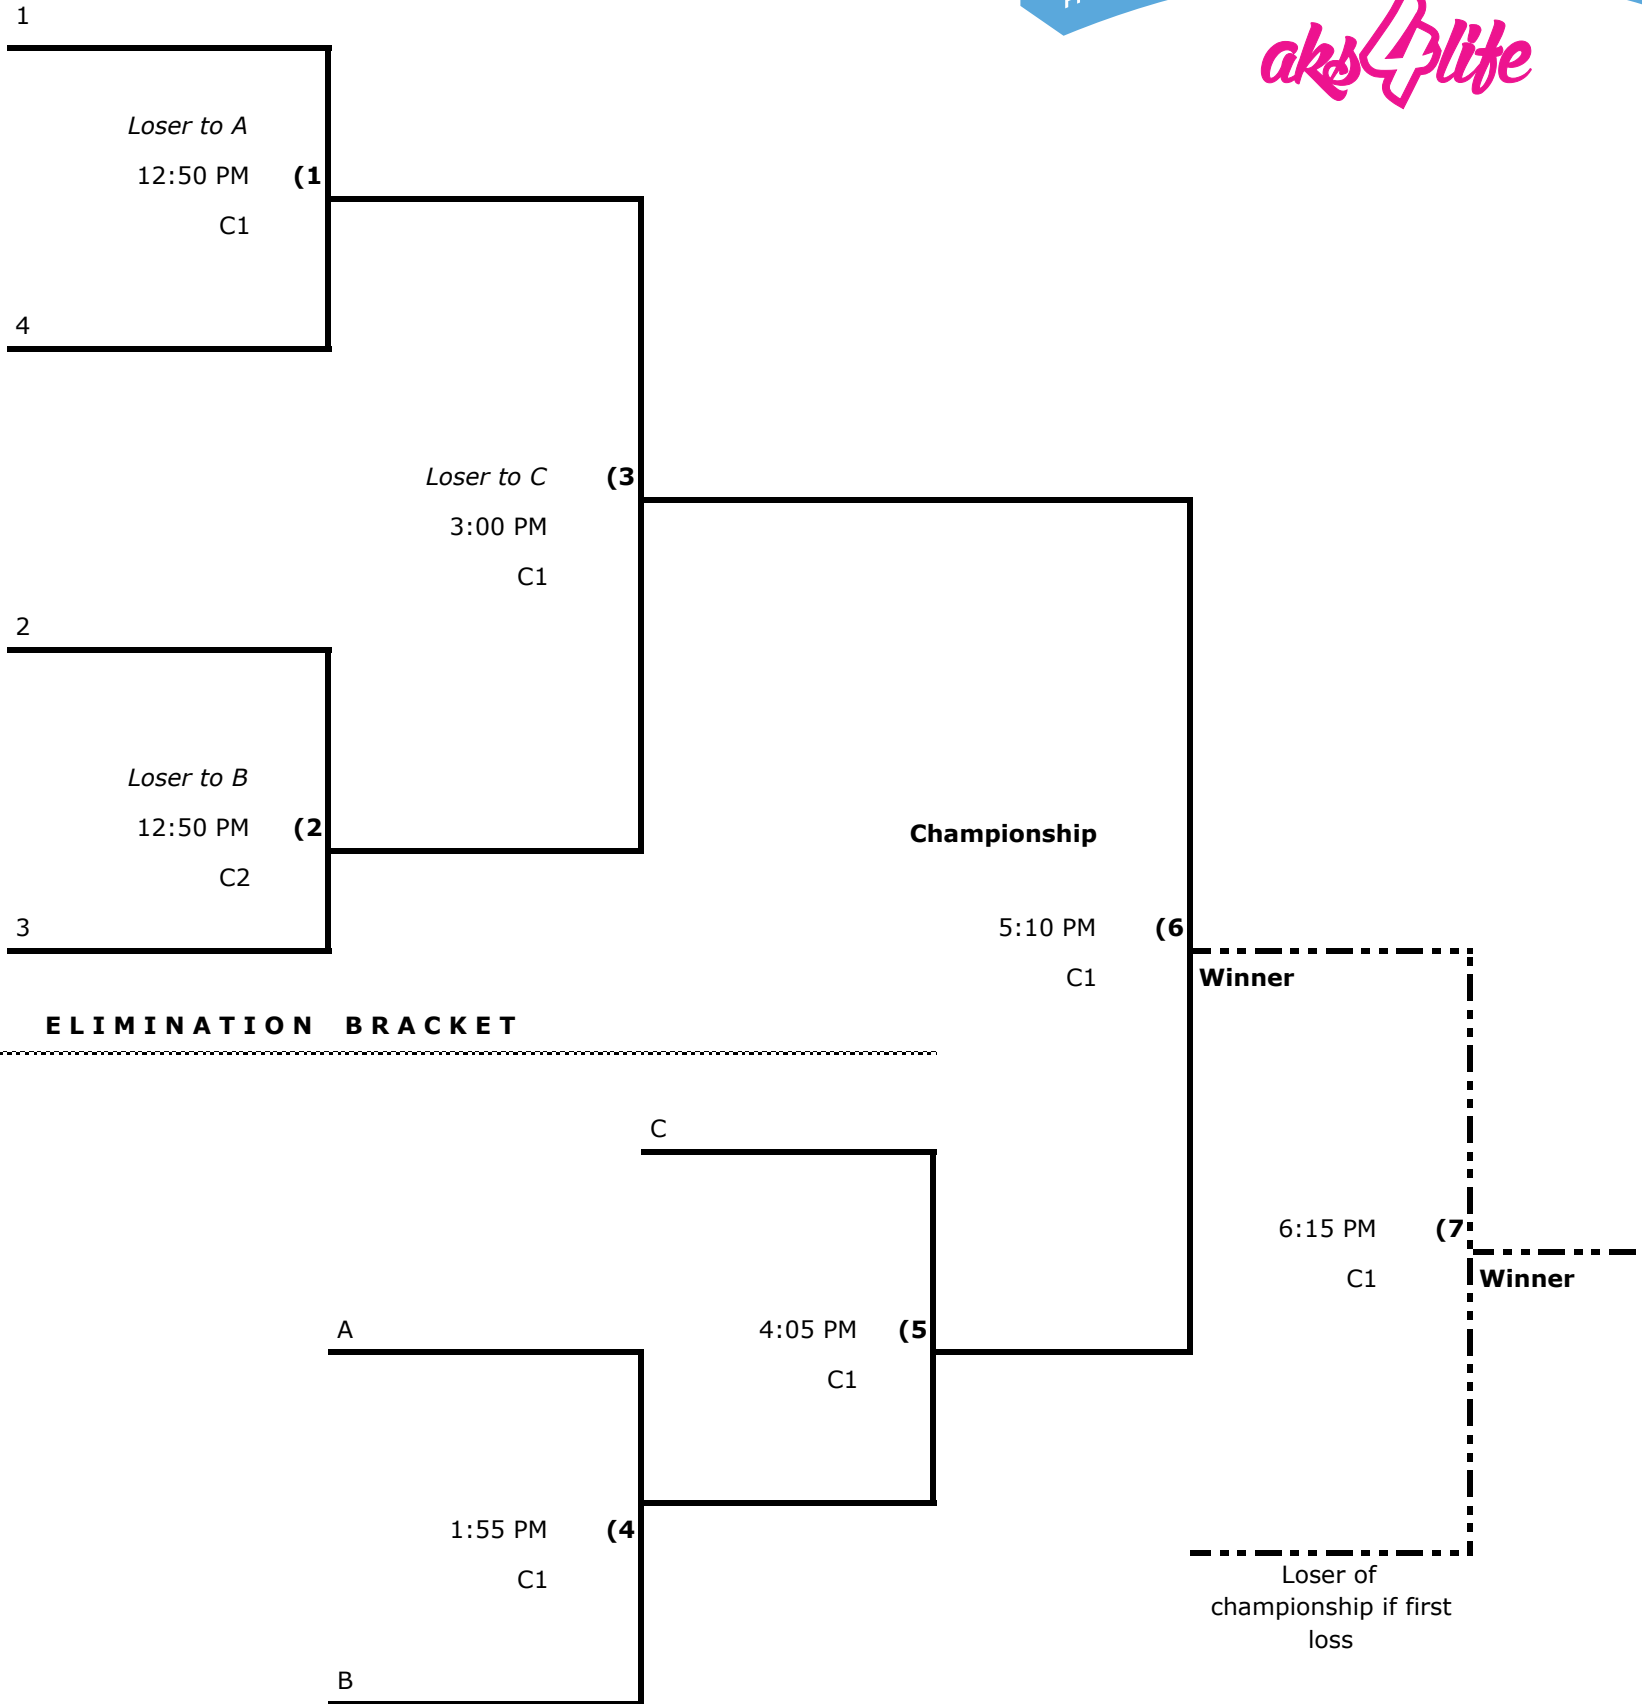 1
aks4life
Loser to A
12:50 PM (1
C1
4
Loser to C (3
3:00 PM
C1
2
Loser to B
12:50 PM (2
C2
3
Championship
5:10 PM (6
C1 Winner
ELIMINATION BRACKET
C
6:15 PM (7
C1 Winner
A
4:05 PM (5
C1
1:55 PM (4
C1
Loser of
championship if first
loss
B